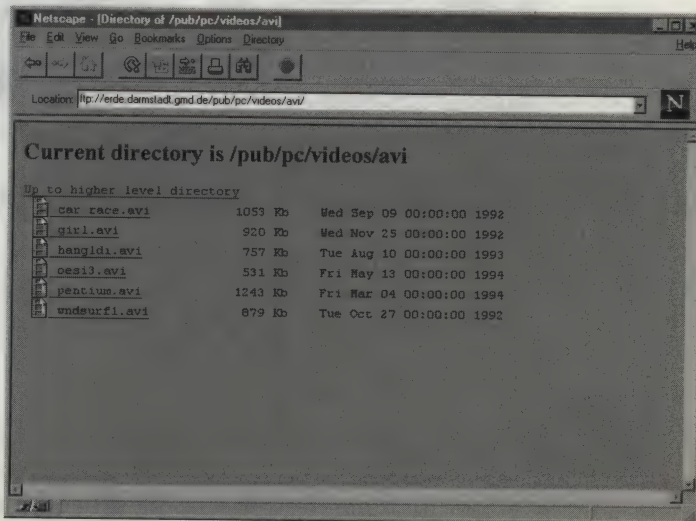 Netscape - [Directory of /pub/pc/videos/avi]
File Edit View Go Bookmarks Options Directory Help
Location: ftp://erde.darmstadt.gmd.de/pub/pc/videos/avi/
N
Current directory is /pub/pc/videos/avi
Up to higher level directory
car race.avi 1053 Kb Wed Sep 09 00:00:00 1992
girl.avi 920 Kb Wed Nov 25 00:00:00 1992
hangld1.avi 757 Kb Tue Aug 10 00:00:00 1993
oesi3.avi 531 Kb Fri May 13 00:00:00 1994
pentium.avi 1243 Kb Fri Mar 04 00:00:00 1994
wndsurf1.avi 879 Kb Tue Oct 27 00:00:00 1992